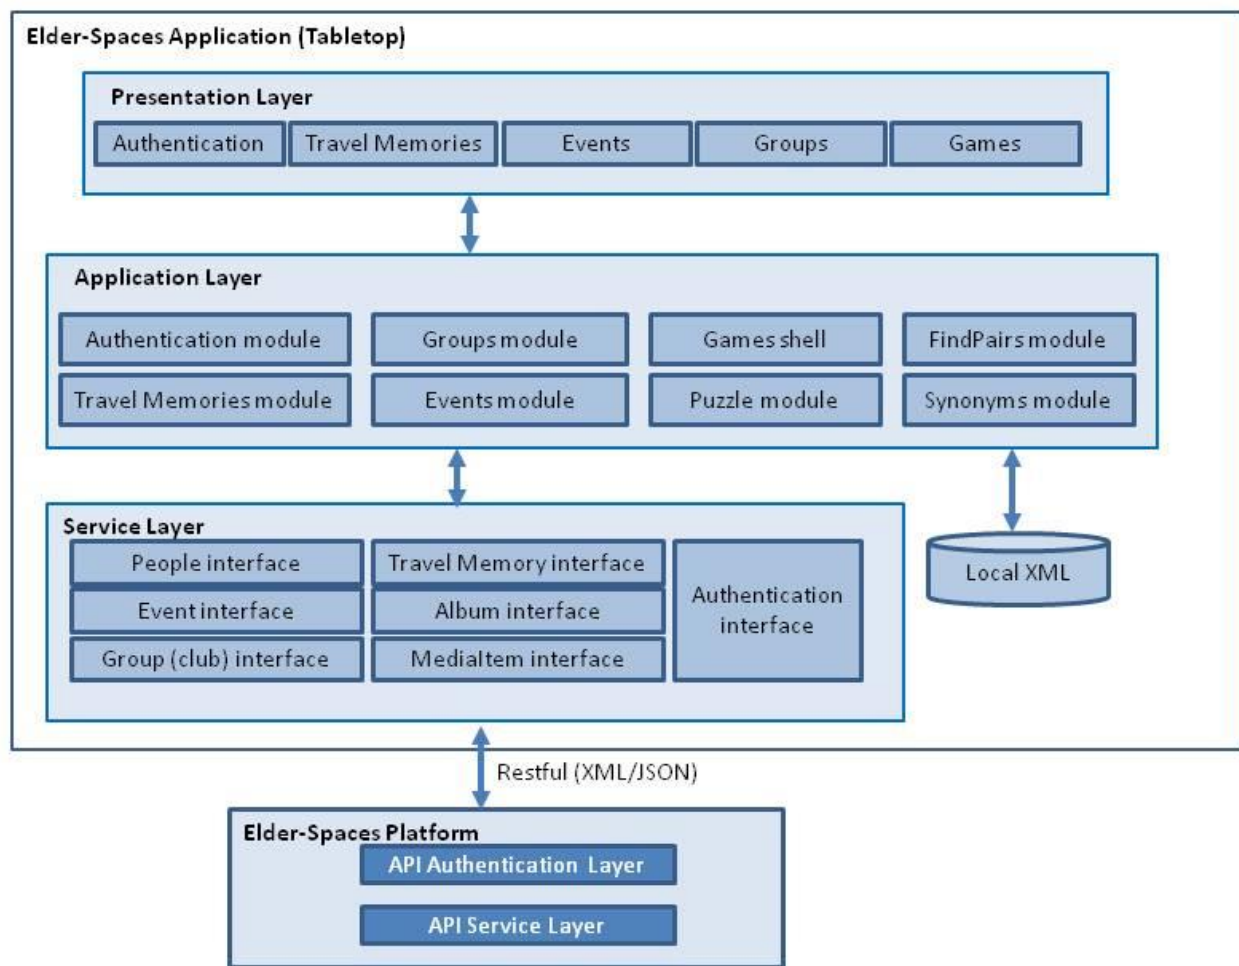 Elder-Spaces Application (Tabletop)
Presentation Layer
Authentication
Travel Memories
Events
Groups
Games
Application Layer
Authentication module
Groups module
Games shell
FindPairs module
Travel Memories module
Events module
Puzzle module
Synonyms module
Service Layer
People interface
Travel Memory interface
Event interface
Album interface
Group (club) interface
MediaItem interface
Authentication
interface
Local XML
Restful (XML/JSON)
Elder-Spaces Platform
API Authentication Layer
API Service Layer